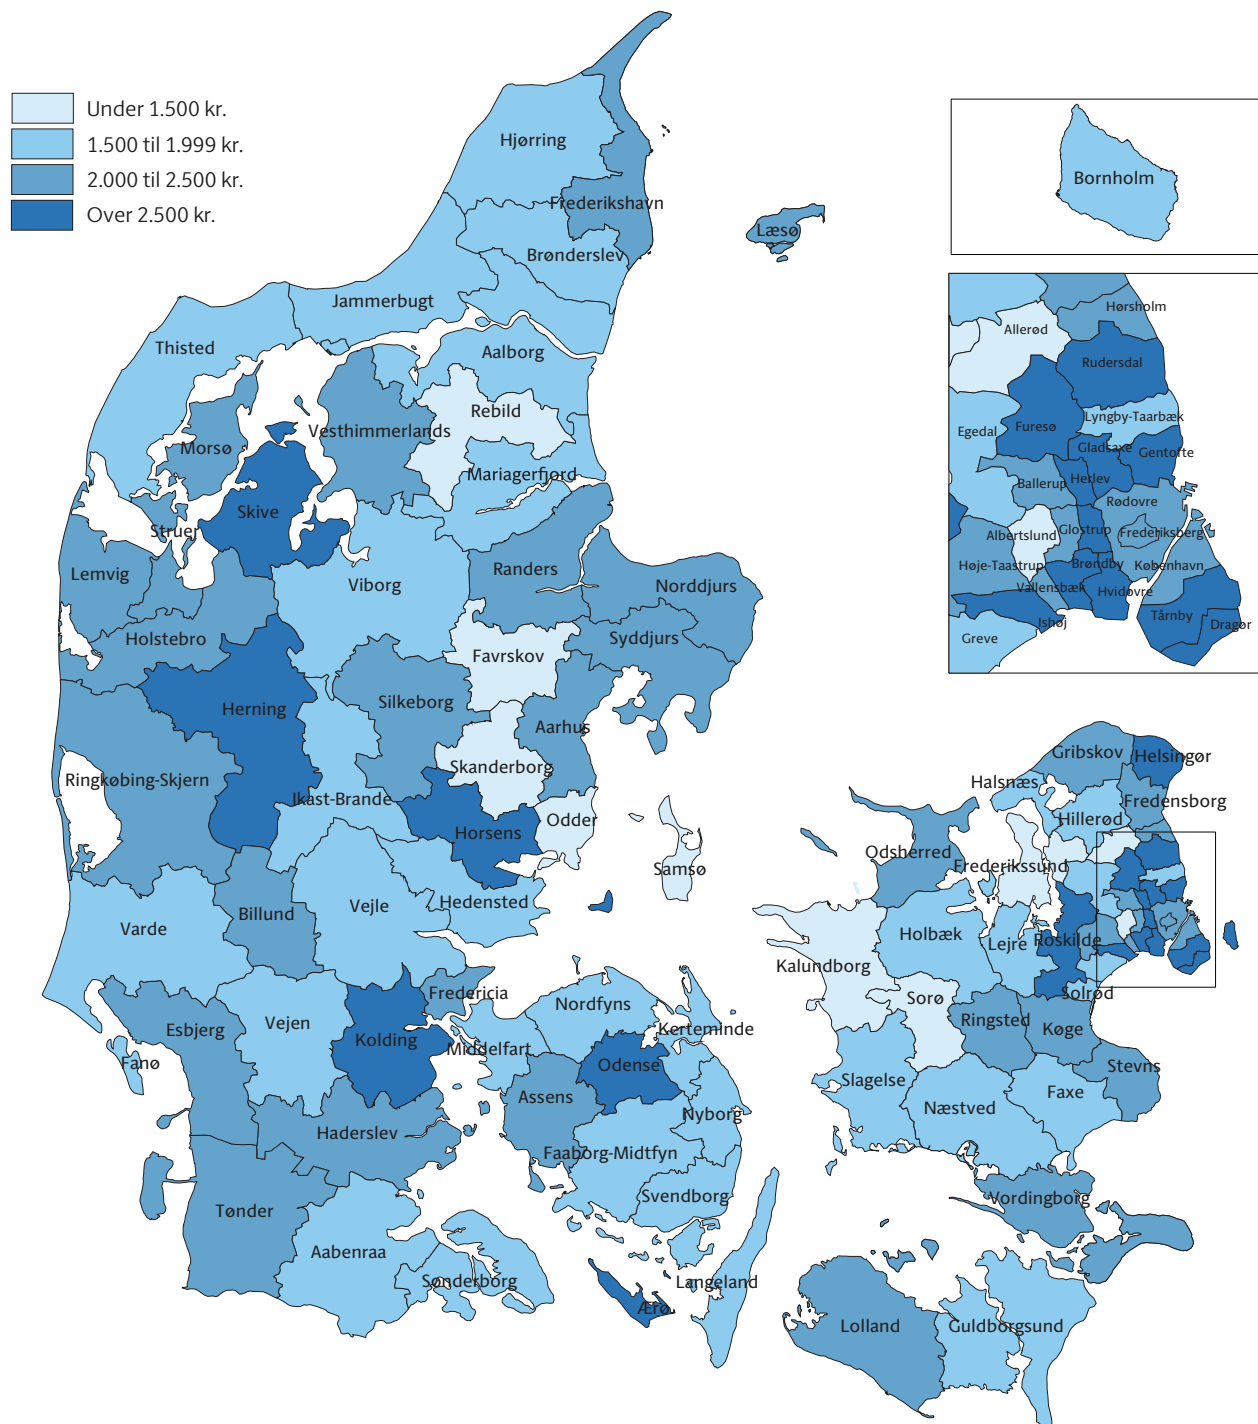 Under 1.500 kr.
1.500 til 1.999 kr.
2.000 til 2.500 kr.
Over 2.500 kr.
Hjørring
Frederikshavn
Læsø
Brønderslev
Jammerbugt
Thisted
Aalborg
Rebild
Vesthimmerlands
Morsø
Mariagerfjord
Skive
Struer
Lemvig
Viborg
Randers
Norddjurs
Holstebro
Syddjurs
Favrskov
Silkeborg
Herning
Aarhus
Skanderborg
Ringkøbing-Skjern
Ikast-Brande
Horsens
Odder
Samsø
Hedensted
Vejle
Billund
Varde
Fredericia
Esbjerg
Vejen
Kolding
Fanø
Middelfart
Nordfyns
Kerteminde
Odense
Assens
Nyborg
Haderslev
Faaborg-Midtfyn
Svendborg
Tønder
Aabenraa
Sønderborg
Ærø
Langeland
Bornholm
Hørsholm
Allerød
Rudersdal
Lyngby-Taarbæk
Egedal
Furesø
Gladsaxe
Gentofte
Ballerup
Herlev
Rødovre
Albertslund
Glostrup
Frederiksberg
Høje-Taastrup
Brøndby
København
Vallensbæk
Hvidovre
Ishøj
Tårnby
Dragør
Greve
Gribskov
Helsingør
Halsnæs
Fredensborg
Hillerød
Odsherred
Frederikssund
Holbæk
Lejre
Roskilde
Kalundborg
Solrød
Sorø
Ringsted
Køge
Stevns
Slagelse
Næstved
Faxe
Vordingborg
Lolland
Guldborgsund